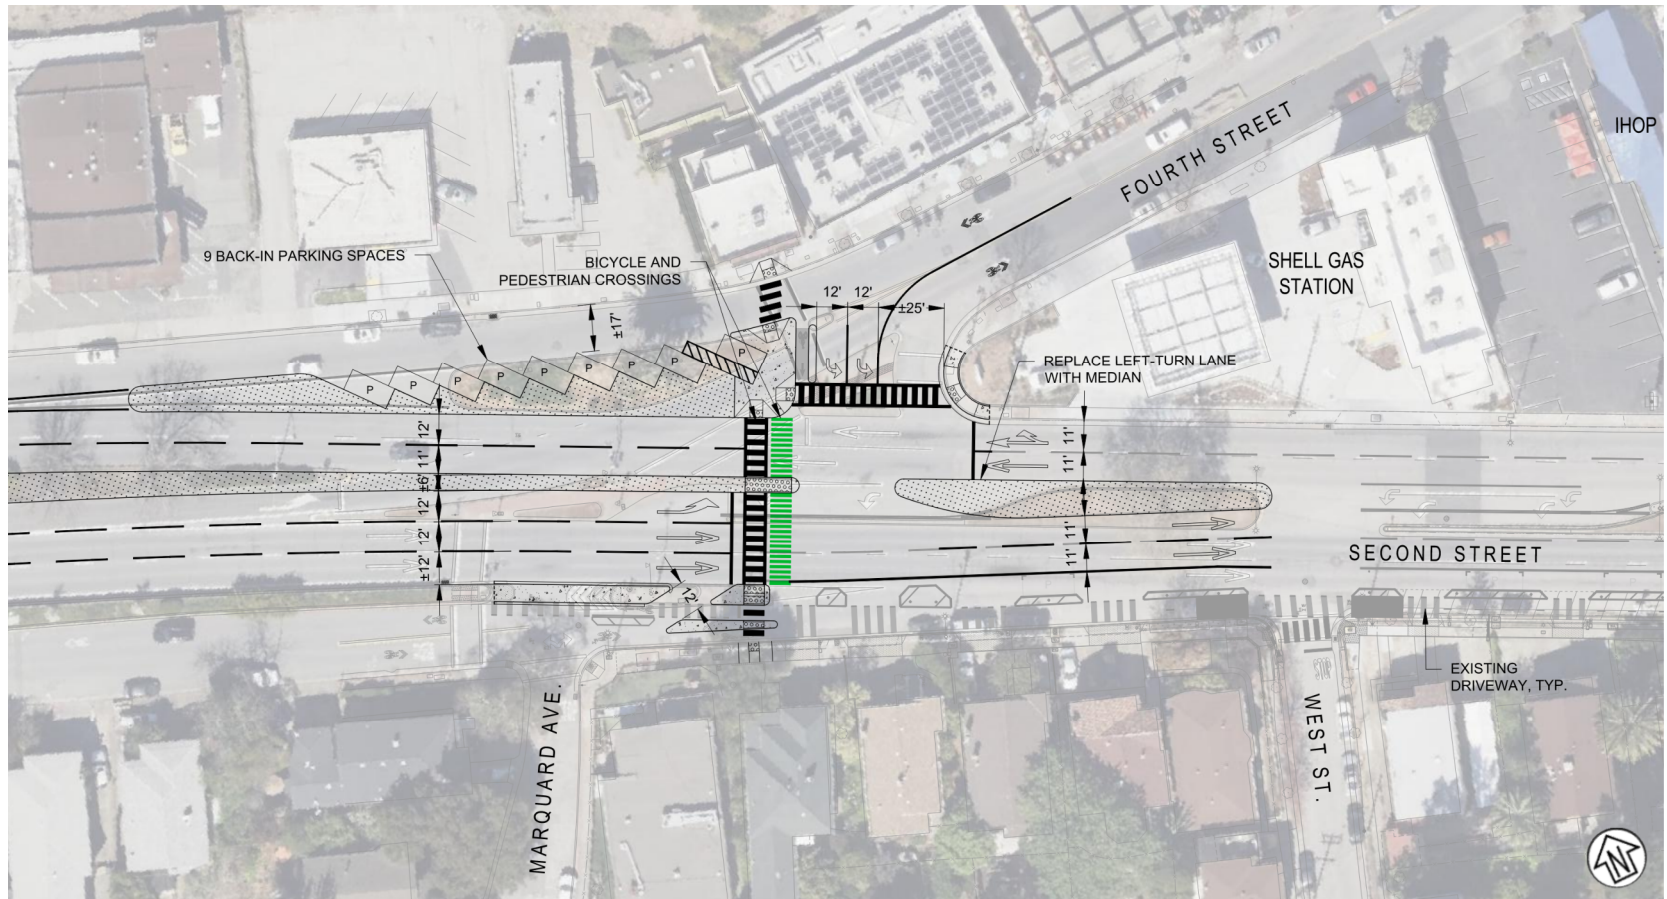 IHOP
FOURTH STREET
9 BACK-IN PARKING SPACES
BICYCLE AND
PEDESTRIAN CROSSINGS
SHELL GAS
STATION
12'
12'
±25'
±17'
REPLACE LEFT-TURN LANE
WITH MEDIAN
P
P
P
P
P
P
P
P
P
12'
11'
±6'
12'
12'
±12'
11'
11'
11'
11'
12'
SECOND STREET
EXISTING
DRIVEWAY, TYP.
MARQUARD AVE.
WEST ST.
N